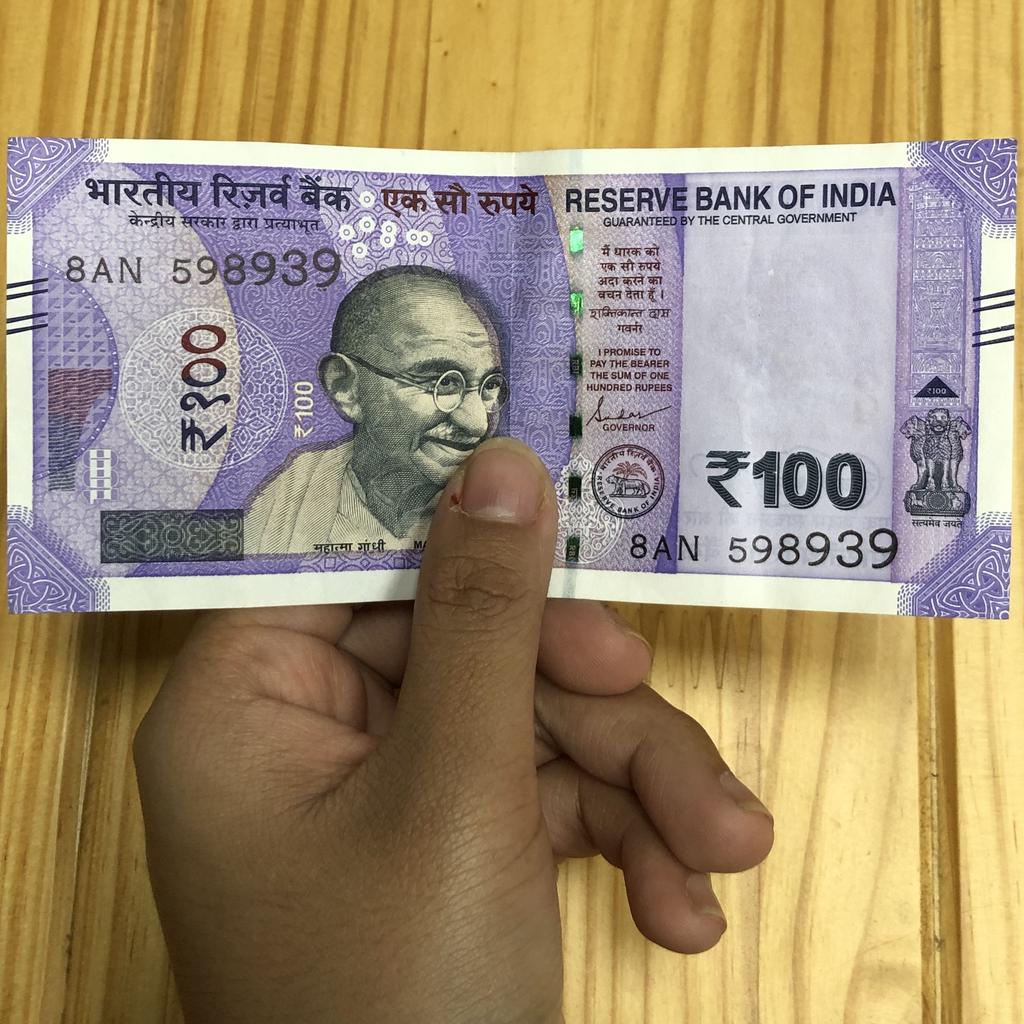 भारतीय रिज़र्व बैंक
केन्द्रीय सरकार द्वारा प्रत्याभूत
एक सौ रुपये
RESERVE BANK OF INDIA
GUARANTEED BY THE CENTRAL GOVERNMENT
8AN 598939
₹१००
₹100
मैं धारक को
एक सौ रुपये
अदा करने का
वचन देता हूँ।
शक्तिकान्त दास
गवर्नर
I PROMISE TO
PAY THE BEARER
THE SUM OF ONE
HUNDRED RUPEES
GOVERNOR
भारतीय रिज़र्व बैंक
RESERVE BANK OF INDIA
₹100
₹100
सत्यमेव जयते
महात्मा गांधी
8AN 598939